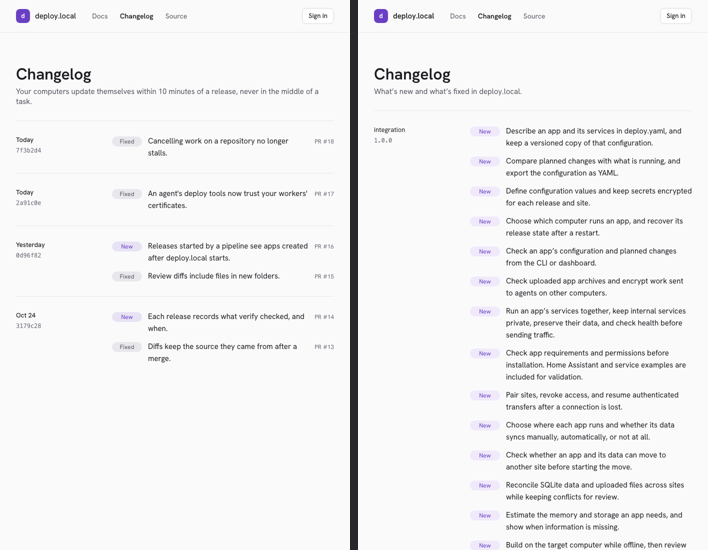 d deploy.local Docs Changelog Source Sign in
Changelog
Your computers update themselves within 10 minutes of a release, never in the middle of a
task.
Today
7f3b2d4
Fixed Cancelling work on a repository no longer PR #18
stalls.
Today
2a91c0e
Fixed An agent's deploy tools now trust your workers' PR #17
certificates.
Yesterday
0d96f82
New Releases started by a pipeline see apps created PR #16
after deploy.local starts.
Fixed Review diffs include files in new folders. PR #15
Oct 24
3179c28
New Each release records what verify checked, and PR #14
when.
Fixed Diffs keep the source they came from after a PR #13
merge.
d deploy.local Docs Changelog Source Sign in
Changelog
What's new and what's fixed in deploy.local.
integration
1.0.0
New Describe an app and its services in deploy.yaml, and
keep a versioned copy of that configuration.
New Compare planned changes with what is running, and
export the configuration as YAML.
New Define configuration values and keep secrets encrypted
for each release and site.
New Choose which computer runs an app, and recover its
release state after a restart.
New Check an app's configuration and planned changes
from the CLI or dashboard.
New Check uploaded app archives and encrypt work sent
to agents on other computers.
New Run an app's services together, keep internal services
private, preserve their data, and check health before
sending traffic.
New Check app requirements and permissions before
installation. Home Assistant and service examples are
included for validation.
New Pair sites, revoke access, and resume authenticated
transfers after a connection is lost.
New Choose where each app runs and whether its data
syncs manually, automatically, or not at all.
New Check whether an app and its data can move to
another site before starting the move.
New Reconcile SQLite data and uploaded files across sites
while keeping conflicts for review.
New Estimate the memory and storage an app needs, and
show when information is missing.
New Build on the target computer while offline, then review